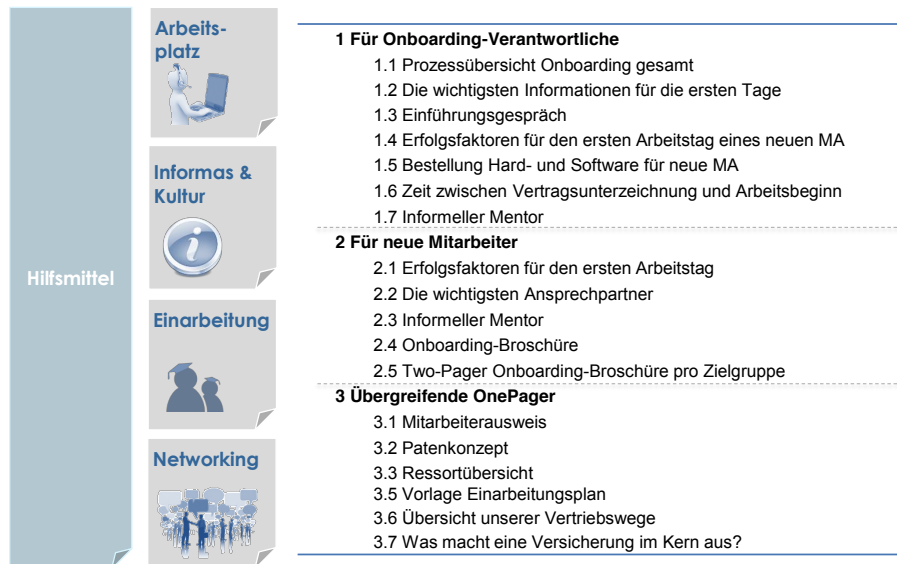 Hilfsmittel
Arbeits-
platz
Informas &
Kultur
Einarbeitung
Networking
1 Für Onboarding-Verantwortliche
1.1 Prozessübersicht Onboarding gesamt
1.2 Die wichtigsten Informationen für die ersten Tage
1.3 Einführungsgespräch
1.4 Erfolgsfaktoren für den ersten Arbeitstag eines neuen MA
1.5 Bestellung Hard- und Software für neue MA
1.6 Zeit zwischen Vertragsunterzeichnung und Arbeitsbeginn
1.7 Informeller Mentor
2 Für neue Mitarbeiter
2.1 Erfolgsfaktoren für den ersten Arbeitstag
2.2 Die wichtigsten Ansprechpartner
2.3 Informeller Mentor
2.4 Onboarding-Broschüre
2.5 Two-Pager Onboarding-Broschüre pro Zielgruppe
3 Übergreifende OnePager
3.1 Mitarbeiterausweis
3.2 Patenkonzept
3.3 Ressortübersicht
3.5 Vorlage Einarbeitungsplan
3.6 Übersicht unserer Vertriebswege
3.7 Was macht eine Versicherung im Kern aus?